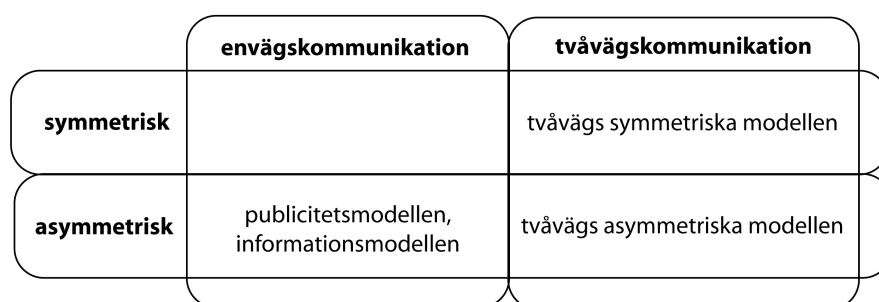 envägskommunikation
tvåvägskommunikation
symmetrisk
tvåvägs symmetriska modellen
asymmetrisk
publicitetsmodellen,
informationsmodellen
tvåvägs asymmetriska modellen